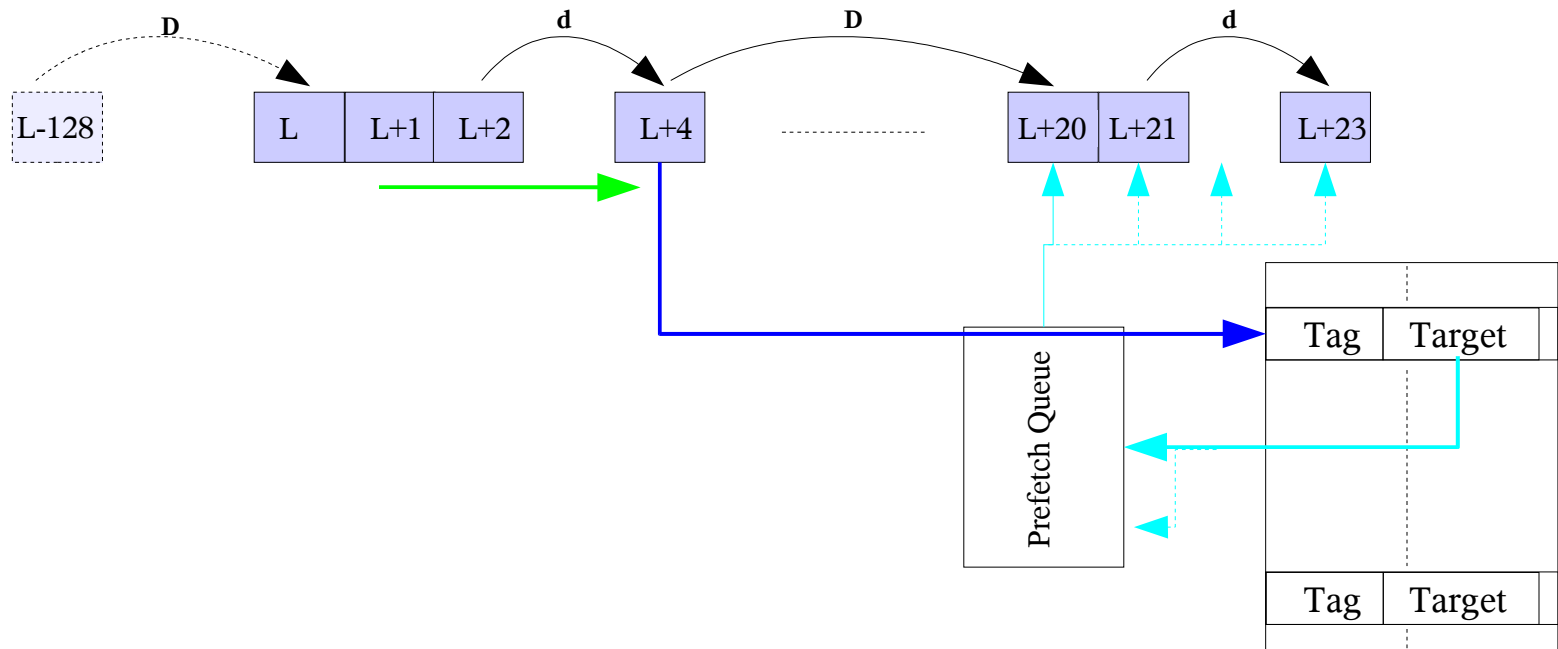 D
d
D
d
L-128
L
L+1
L+2
L+4
L+20
L+21
L+23
Tag
Target
Prefetch Queue
Tag
Target